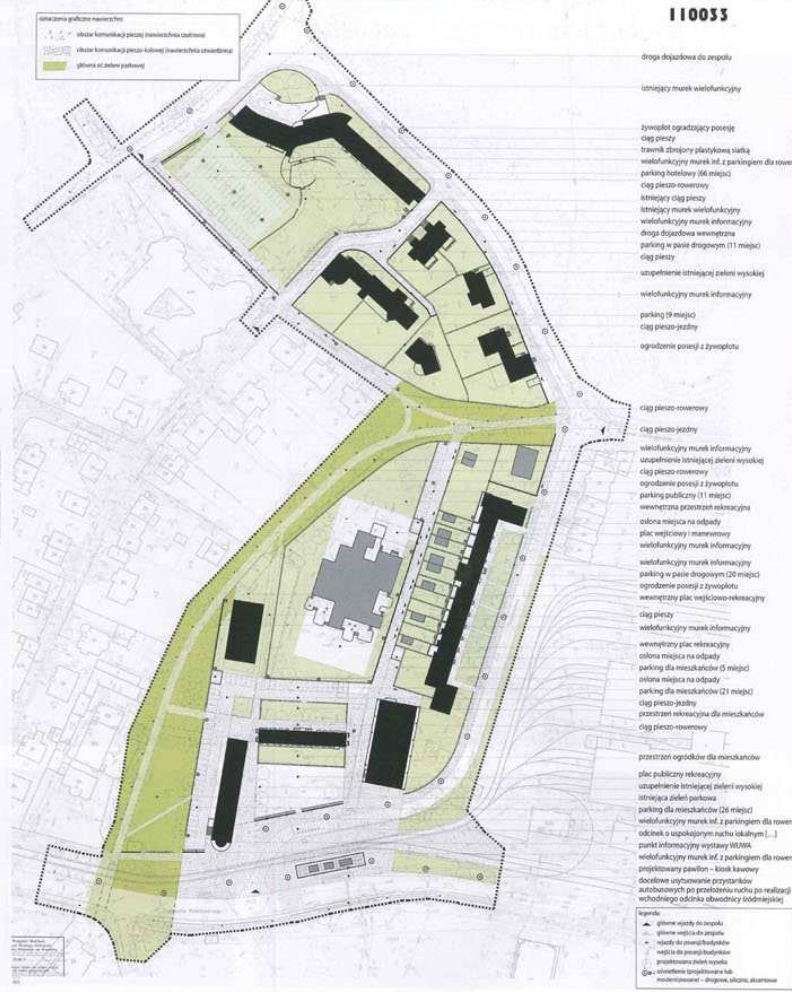 oznaczenia graficzne nawierzchni:
obszar komunikacji pieszej (nawierzchnia szutrowa)
obszar komunikacji pieszo-kołowej (nawierzchnia utwardzona)
główna oś zieleni parkowej
110033
droga dojazdowa do zespołu
istniejący murek wielofunkcyjny
żywopłot ogradzający posesję
ciąg pieszy
trawnik zbrojony plastykową siatką
wielofunkcyjny murek inf. z parkingiem dla rower
parking hotelowy (66 miejsc)
ciąg pieszo-rowerowy
istniejący ciąg pieszy
istniejący murek wielofunkcyjny
wielofunkcyjny murek informacyjny
droga dojazdowa wewnętrzna
parking w pasie drogowym (11 miejsc)
ciąg pieszy
uzupełnienie istniejącej zieleni wysokiej
wielofunkcyjny murek informacyjny
parking (9 miejsc)
ciąg pieszo-jezdny
ogrodzenie posesji z żywopłotu
ciąg pieszo-rowerowy
ciąg pieszo-jezdny
wielofunkcyjny murek informacyjny
uzupełnienie istniejącej zieleni wysokiej
ciąg pieszo-rowerowy
ogrodzenie posesji z żywopłotu
parking publiczny (11 miejsc)
wewnętrzna przestrzeń rekreacyjna
osłona miejsca na odpady
plac wejściowy i manewrowy
wielofunkcyjny murek informacyjny
wielofunkcyjny murek informacyjny
parking w pasie drogowym (20 miejsc)
ogrodzenie posesji z żywopłotu
wewnętrzny plac wejściowo-rekreacyjny
ciąg pieszy
wielofunkcyjny murek informacyjny
wewnętrzny plac rekreacyjny
osłona miejsca na odpady
parking dla mieszkańców (5 miejsc)
osłona miejsca na odpady
parking dla mieszkańców (21 miejsc)
ciąg pieszo-jezdny
przestrzeń rekreacyjna dla mieszkańców
ciąg pieszo-rowerowy
przestrzeń ogródków dla mieszkańców
plac publiczny rekreacyjny
uzupełnienie istniejącej zieleni wysokiej
istniejąca zieleń parkowa
parking dla mieszkańców (26 miejsc)
wielofunkcyjny murek inf. z parkingiem dla rower
odcinek o uspokojonym ruchu lokalnym [...]
punkt informacyjny wystawy WUWA
wielofunkcyjny murek inf. z parkingiem dla rower
projektowany pawilon – kiosk kawowy
docelowe usytuowanie przystanków
autobusowych po przełożeniu ruchu po realizacji
wschodniego odcinka obwodnicy śródmiejskiej
legenda:
główne wjazdy do zespołu
główne wejścia do zespołu
wjazdy do posesji/budynków
wejścia do posesji/budynków
projektowana zieleń wysoka
oświetlenie (projektowane lub
modernizowane) – drogowe, uliczne, akcentowe